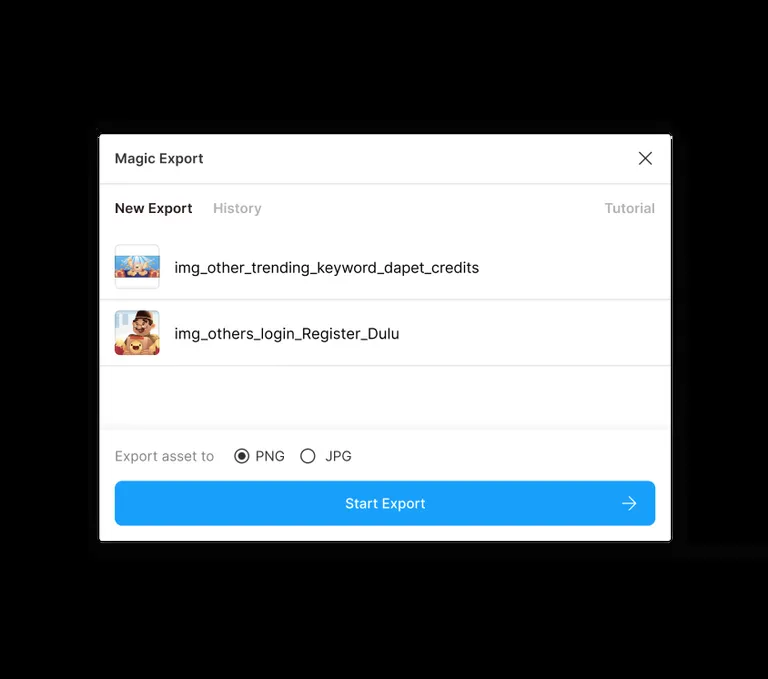 Magic Export
New Export History Tutorial
img_other_trending_keyword_dapet_credits
img_others_login_Register_Dulu
Export asset to PNG JPG
Start Export